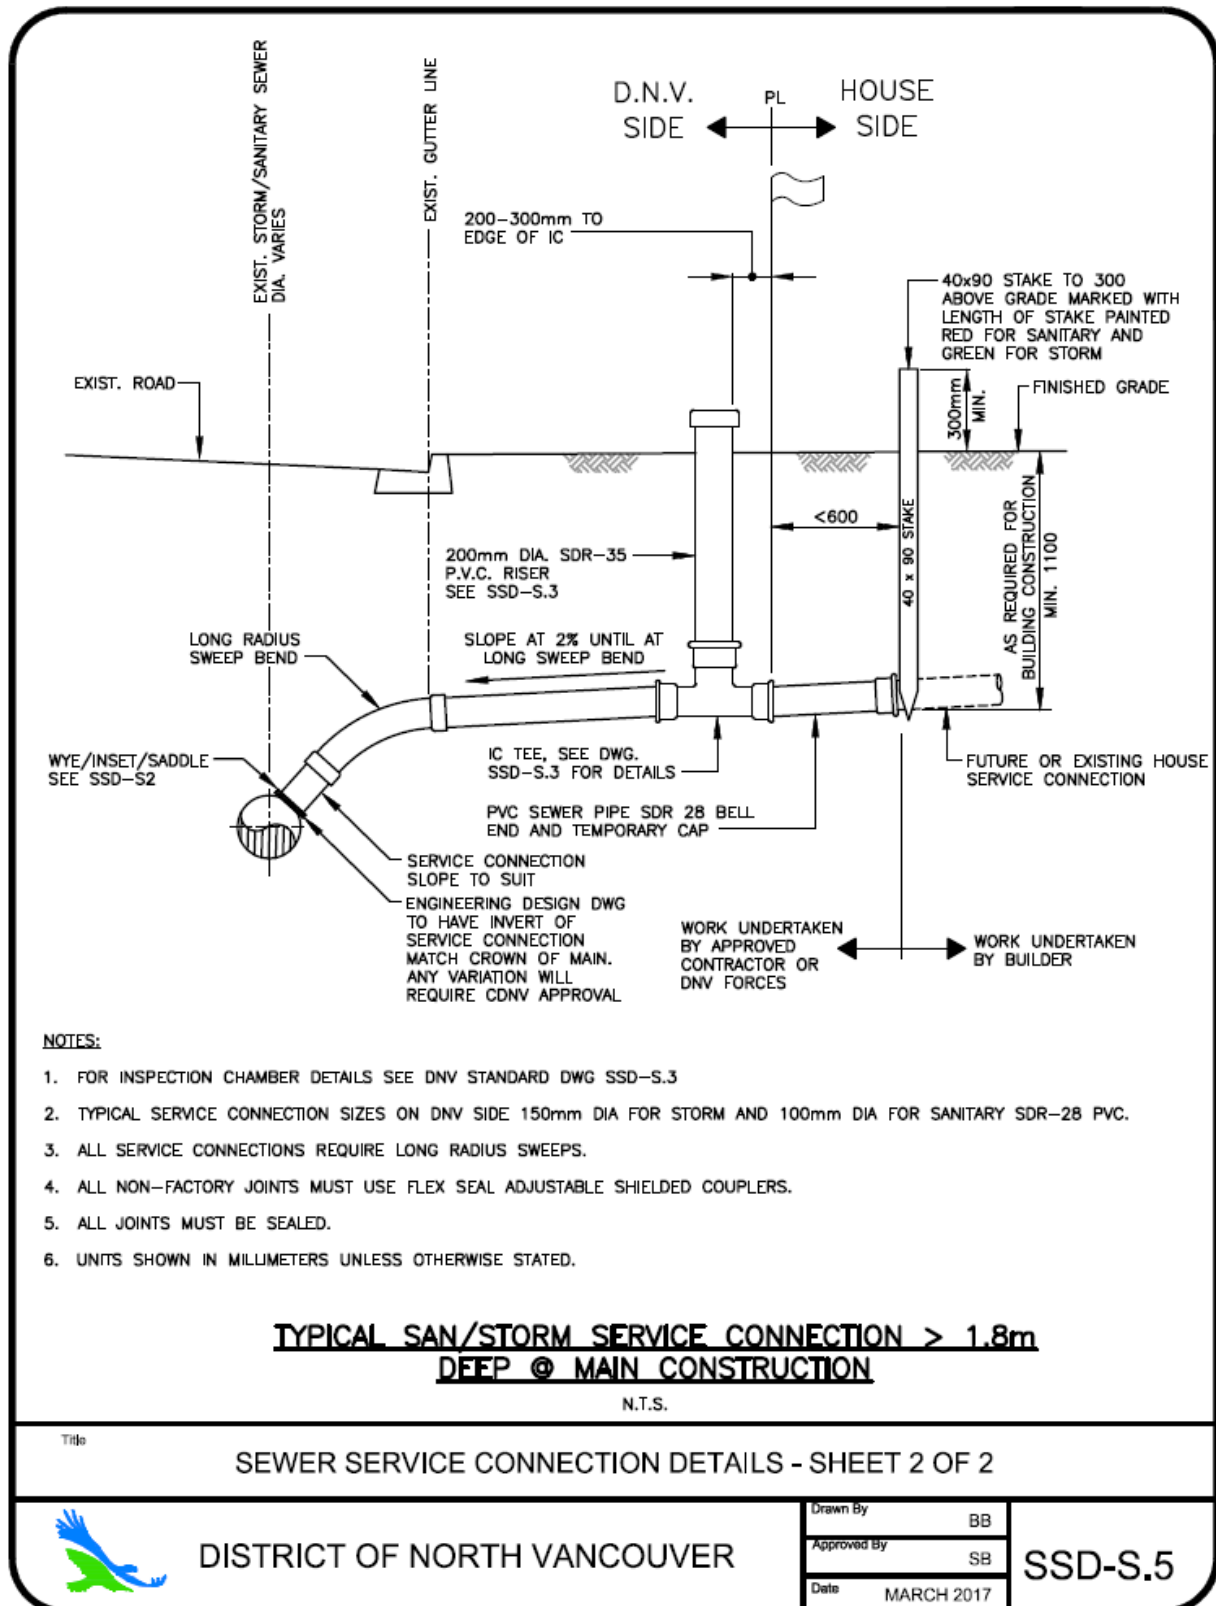 EXIST. STORM/SANITARY SEWER
DIA. VARIES
EXIST. GUTTER LINE
D.N.V.
SIDE
PL
HOUSE
SIDE
200-300mm TO
EDGE OF IC
40x90 STAKE TO 300
ABOVE GRADE MARKED WITH
LENGTH OF STAKE PAINTED
RED FOR SANITARY AND
GREEN FOR STORM
EXIST. ROAD
300mm
MIN.
FINISHED GRADE
<600
40 x 90 STAKE
AS REQUIRED FOR
BUILDING CONSTRUCTION
MIN. 1100
200mm DIA. SDR-35
P.V.C. RISER
SEE SSD-S.3
LONG RADIUS
SWEEP BEND
SLOPE AT 2% UNTIL AT
LONG SWEEP BEND
WYE/INSET/SADDLE
SEE SSD-S2
IC TEE, SEE DWG.
SSD-S.3 FOR DETAILS
FUTURE OR EXISTING HOUSE
SERVICE CONNECTION
PVC SEWER PIPE SDR 28 BELL
END AND TEMPORARY CAP
SERVICE CONNECTION
SLOPE TO SUIT
ENGINEERING DESIGN DWG
TO HAVE INVERT OF
SERVICE CONNECTION
MATCH CROWN OF MAIN.
ANY VARIATION WILL
REQUIRE CDNV APPROVAL
WORK UNDERTAKEN
BY APPROVED
CONTRACTOR OR
DNV FORCES
WORK UNDERTAKEN
BY BUILDER
NOTES:
1. FOR INSPECTION CHAMBER DETAILS SEE DNV STANDARD DWG SSD-S.3
2. TYPICAL SERVICE CONNECTION SIZES ON DNV SIDE 150mm DIA FOR STORM AND 100mm DIA FOR SANITARY SDR-28 PVC.
3. ALL SERVICE CONNECTIONS REQUIRE LONG RADIUS SWEEPS.
4. ALL NON-FACTORY JOINTS MUST USE FLEX SEAL ADJUSTABLE SHIELDED COUPLERS.
5. ALL JOINTS MUST BE SEALED.
6. UNITS SHOWN IN MILLIMETERS UNLESS OTHERWISE STATED.
TYPICAL SAN/STORM SERVICE CONNECTION > 1.8m
DEEP @ MAIN CONSTRUCTION
N.T.S.
Title
SEWER SERVICE CONNECTION DETAILS - SHEET 2 OF 2
DISTRICT OF NORTH VANCOUVER
Drawn By
BB
Approved By
SB
Date
MARCH 2017
SSD-S.5